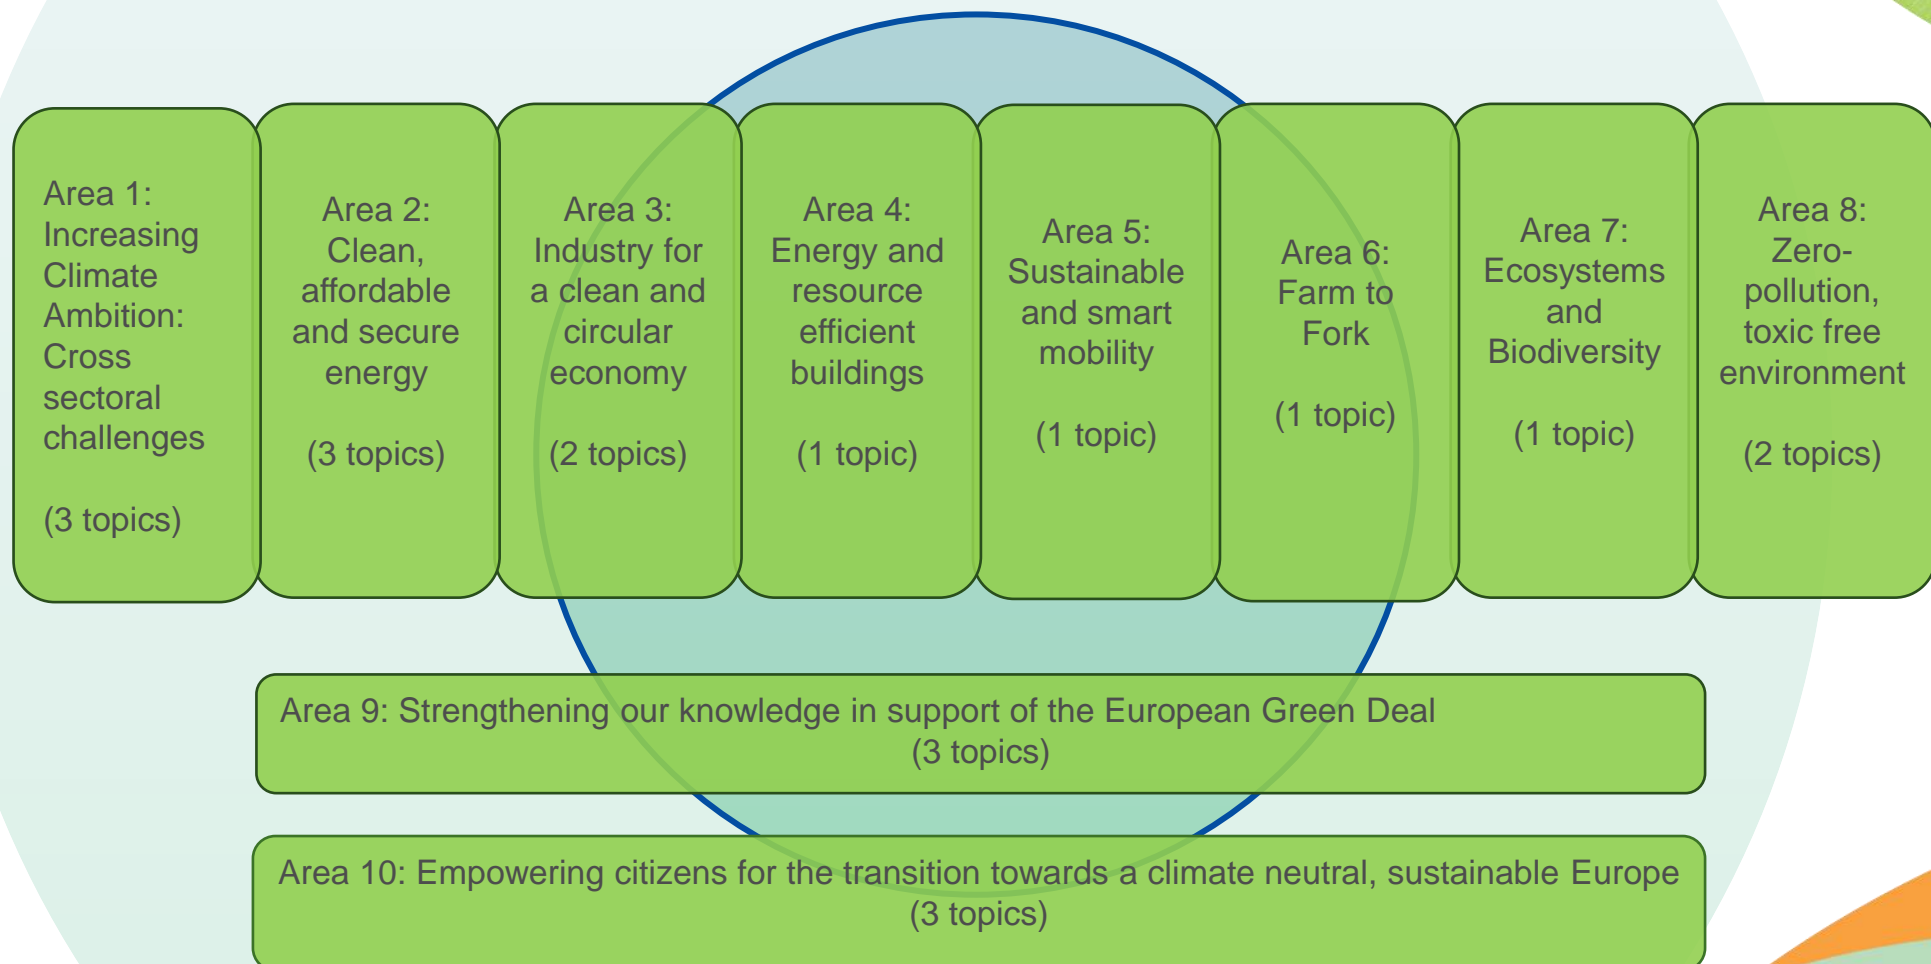 Area 1:
Increasing
Climate
Ambition:
Cross
sectoral
challenges
(3 topics)
Area 2:
Clean,
affordable
and secure
energy
(3 topics)
Area 3:
Industry for
a clean and
circular
economy
(2 topics)
Area 4:
Energy and
resource
efficient
buildings
(1 topic)
Area 5:
Sustainable
and smart
mobility
(1 topic)
Area 6:
Farm to
Fork
(1 topic)
Area 7:
Ecosystems
and
Biodiversity
(1 topic)
Area 8:
Zero-
pollution,
toxic free
environment
(2 topics)
Area 9: Strengthening our knowledge in support of the European Green Deal
(3 topics)
Area 10: Empowering citizens for the transition towards a climate neutral, sustainable Europe
(3 topics)